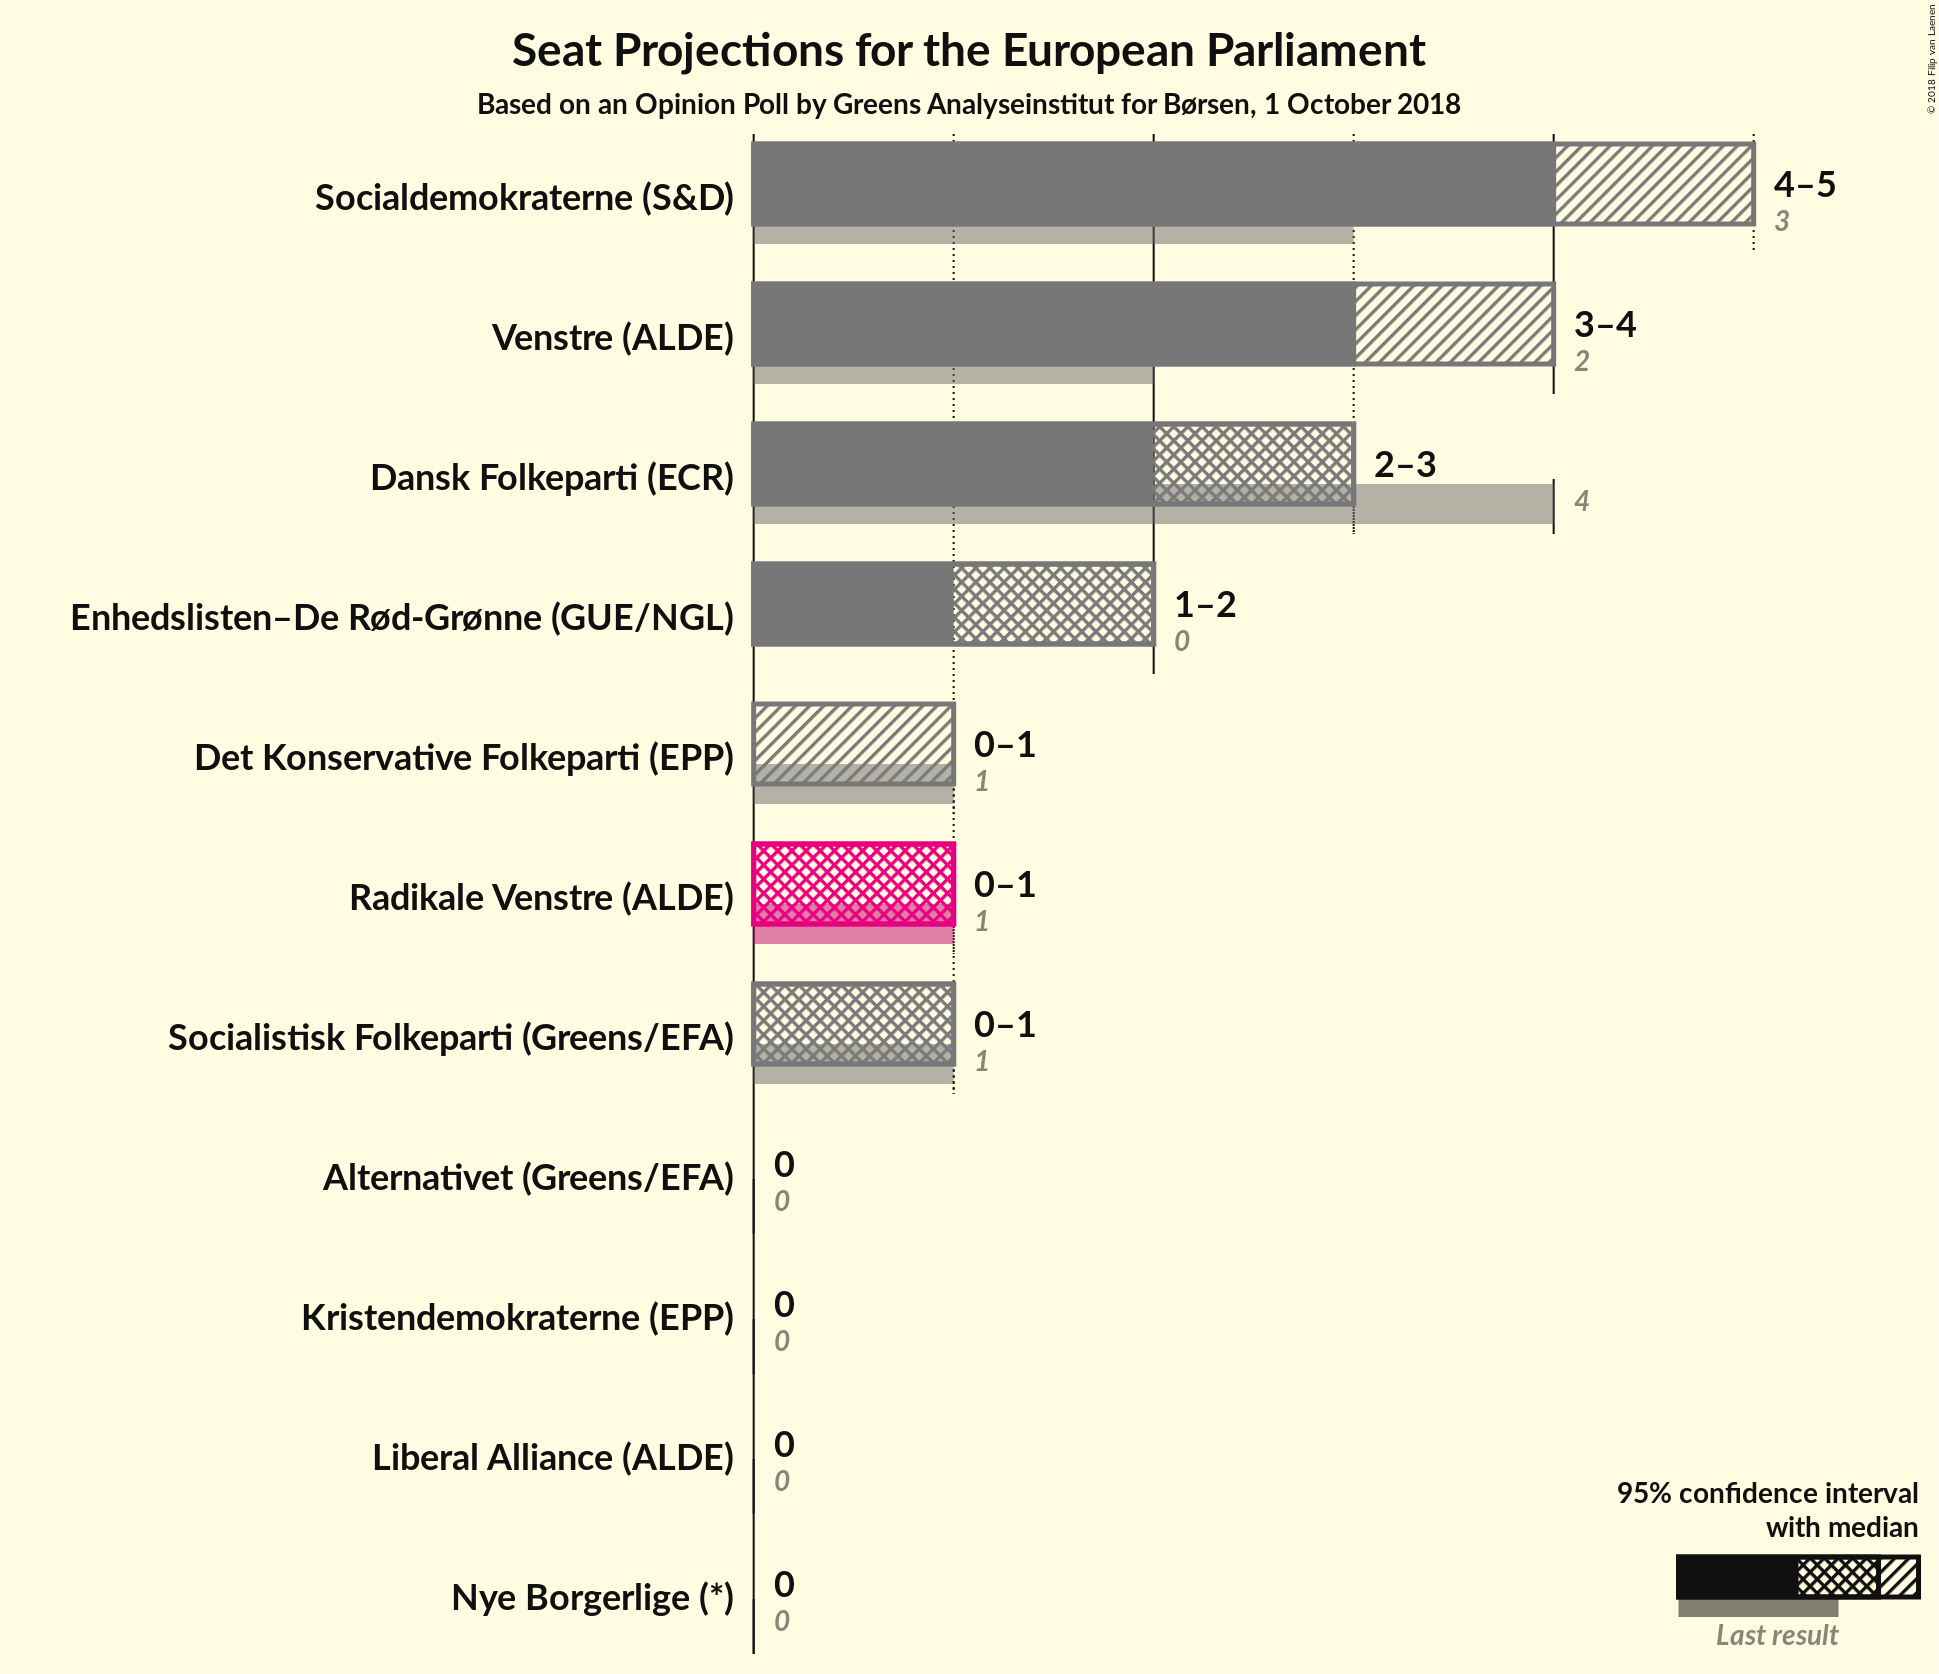 Seat Projections for the European Parliament
Based on an Opinion Poll by Greens Analyseinstitut for Børsen, 1 October 2018
© 2018 Filip van Laenen
Socialdemokraterne (S&D)
4–5
3
Venstre (ALDE)
3–4
2
Dansk Folkeparti (ECR)
2–3
4
Enhedslisten–De Rød-Grønne (GUE/NGL)
1–2
0
Det Konservative Folkeparti (EPP)
0–1
1
Radikale Venstre (ALDE)
0–1
1
Socialistisk Folkeparti (Greens/EFA)
0–1
1
Alternativet (Greens/EFA)
0
0
Kristendemokraterne (EPP)
0
0
Liberal Alliance (ALDE)
0
0
Nye Borgerlige (*)
0
0
95% confidence interval
with median
Last result